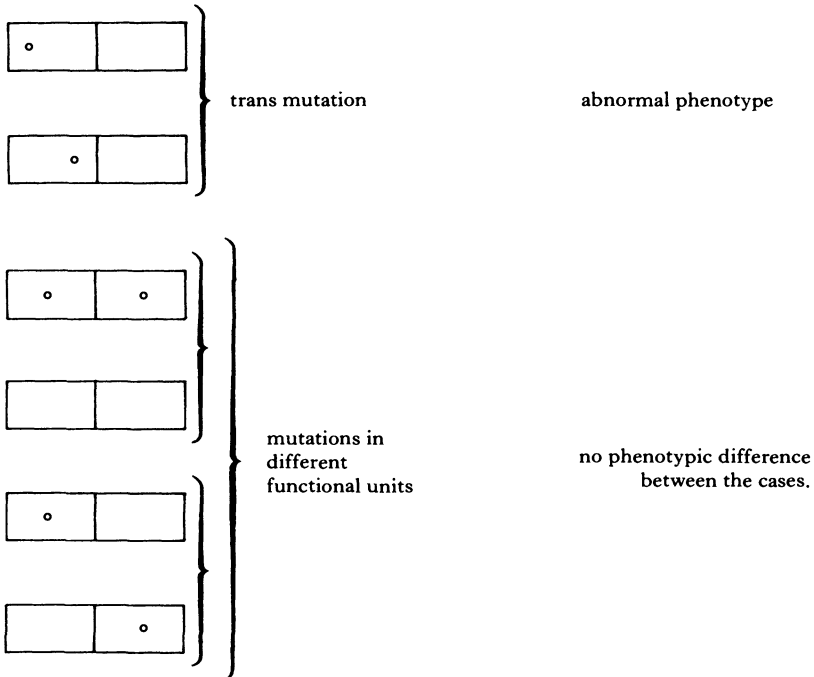 trans mutation
abnormal phenotype
mutations in
different
functional units
no phenotypic difference
between the cases.